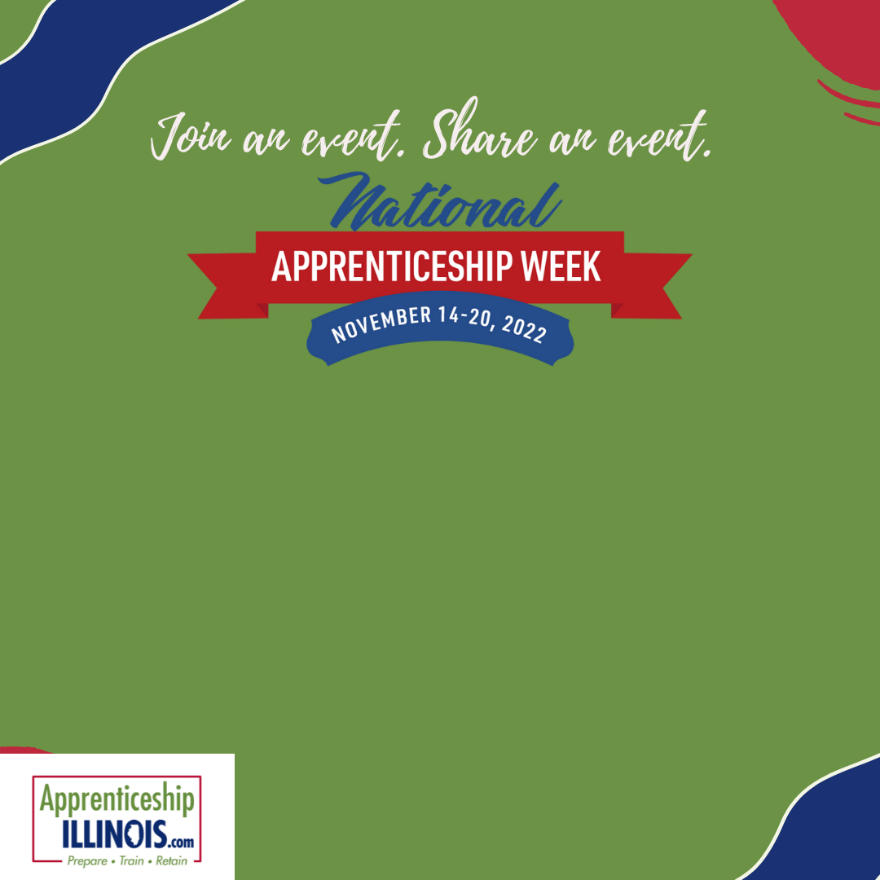 Join an event. Share an event.
National
APPRENTICESHIP WEEK
NOVEMBER 14-20, 2022
Apprenticeship
ILLINOIS.com
Prepare • Train • Retain